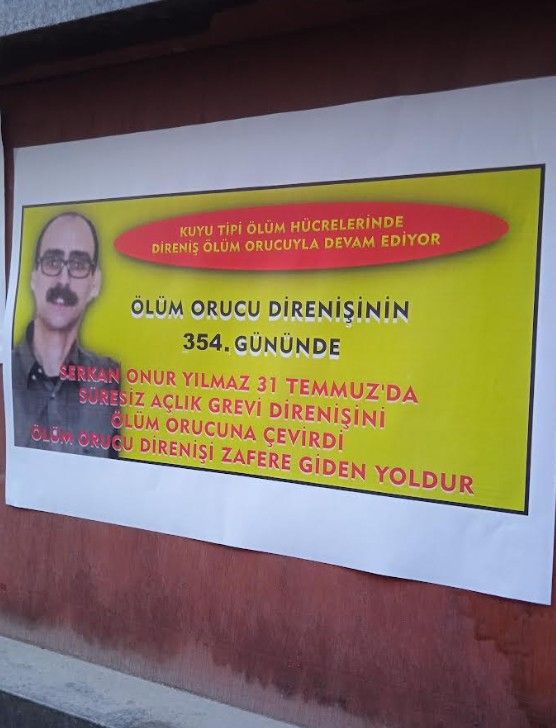 KUYU TİPİ ÖLÜM HÜCRELERİNDE
DİRENİŞ ÖLÜM ORUCUYLA DEVAM EDİYOR
ÖLÜM ORUCU DİRENİŞİNİN
354. GÜNÜNDE
SERKAN ONUR YILMAZ 31 TEMMUZ'DA
SÜRESİZ AÇLIK GREVİ DİRENİŞİNİ
ÖLÜM ORUCUNA ÇEVİRDİ
ÖLÜM ORUCU DİRENİŞİ ZAFERE GİDEN YOLDUR